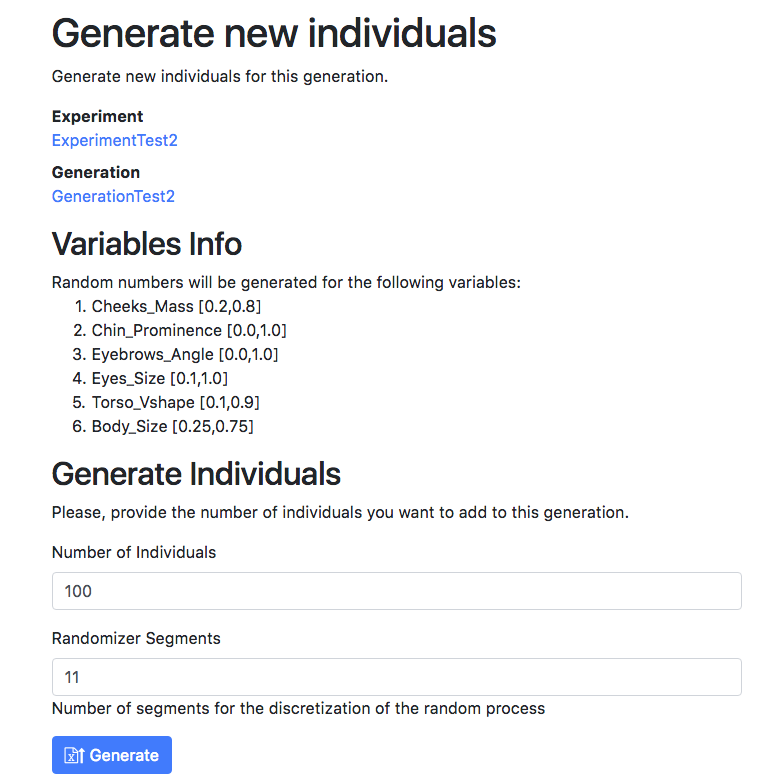 Generate new individuals
Generate new individuals for this generation.
Experiment
ExperimentTest2
Generation
GenerationTest2
Variables Info
Random numbers will be generated for the following variables:
1. Cheeks_Mass [0.2,0.8]
2. Chin_Prominence [0.0,1.0]
3. Eyebrows_Angle [0.0,1.0]
4. Eyes_Size [0.1,1.0]
5. Torso_Vshape [0.1,0.9]
6. Body_Size [0.25,0.75]
Generate Individuals
Please, provide the number of individuals you want to add to this generation.
Number of Individuals
100
Randomizer Segments
11
Number of segments for the discretization of the random process
Generate